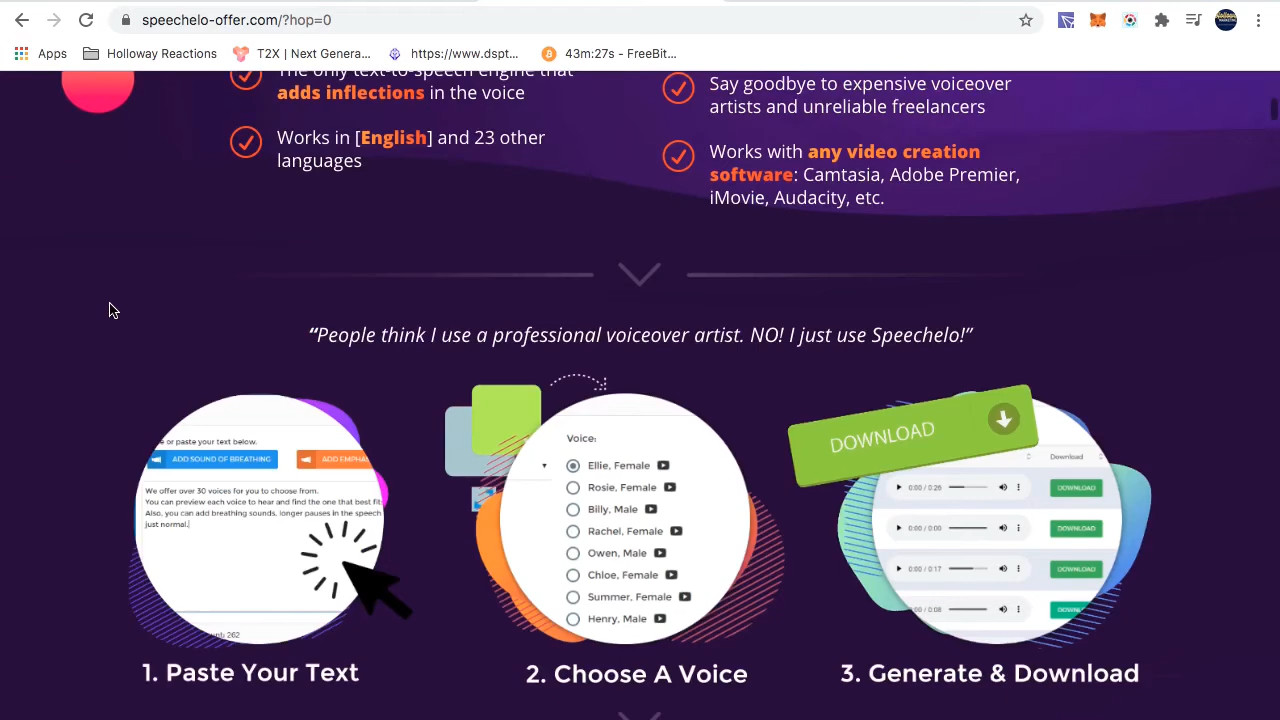 speechelo-offer.com/?hop=0
Apps
Holloway Reactions
T2X | Next Genera...
https://www.dspt...
43m:27s - FreeBit...
The only text-to-speech engine that
adds inflections in the voice
Works in [English] and 23 other
languages
Say goodbye to expensive voiceover
artists and unreliable freelancers
Works with any video creation
software: Camtasia, Adobe Premier,
iMovie, Audacity, etc.
“People think I use a professional voiceover artist. NO! I just use Speechelo!”
e or paste your text below.
ADD SOUND OF BREATHING
ADD EMPHA
We offer over 30 voices for you to choose from.
You can preview each voice to hear and find the one that best fit
Also, you can add breathing sounds, longer pauses in the speech
just normal.
262
1. Paste Your Text
Voice:
Ellie, Female
Rosie, Female
Billy, Male
Rachel, Female
Owen, Male
Chloe, Female
Summer, Female
Henry, Male
2. Choose A Voice
DOWNLOAD
Download
0:00 / 0:26
DOWNLOAD
0:00 / 0:00
DOWNLOAD
0:00 / 0:17
DOWNLOAD
00 / 0:08
DOWNL
3. Generate & Download